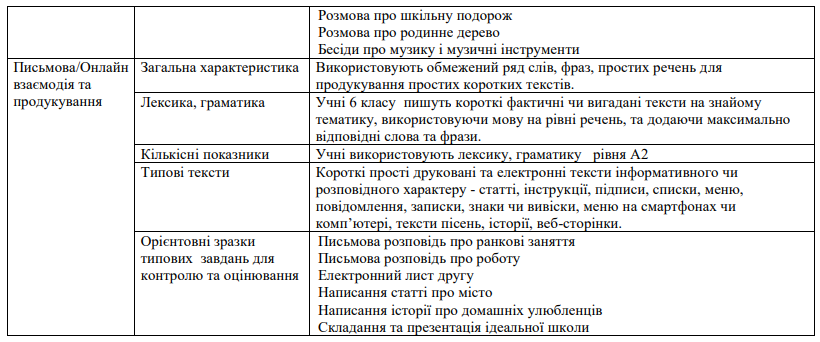 Розмова про шкільну подорож
Розмова про родинне дерево
Бесіди про музику і музичні інструменти
Письмова/Онлайн взаємодія та продукування
Загальна характеристика
Використовують обмежений ряд слів, фраз, простих речень для
продукування простих коротких текстів.
Лексика, граматика
Учні 6 класу пишуть короткі фактичні чи вигадані тексти на знайому
тематику, використовуючи мову на рівні речень, та додаючи максимально
відповідні слова та фрази.
Кількісні показники
Учні використовують лексику, граматику рівня А2
Типові тексти
Короткі прості друковані та електронні тексти інформативного чи
розповідного характеру - статті, інструкції, підписи, списки, меню,
повідомлення, записки, знаки чи вивіски, меню на смартфонах чи
комп’ютері, тексти пісень, історії, веб-сторінки.
Орієнтовні зразки
типових завдань для
контролю та оцінювання
Письмова розповідь про ранкові заняття
Письмова розповідь про роботу
Електронний лист другу
Написання статті про місто
Написання історії про домашніх улюбленців
Складання та презентація ідеальної школи